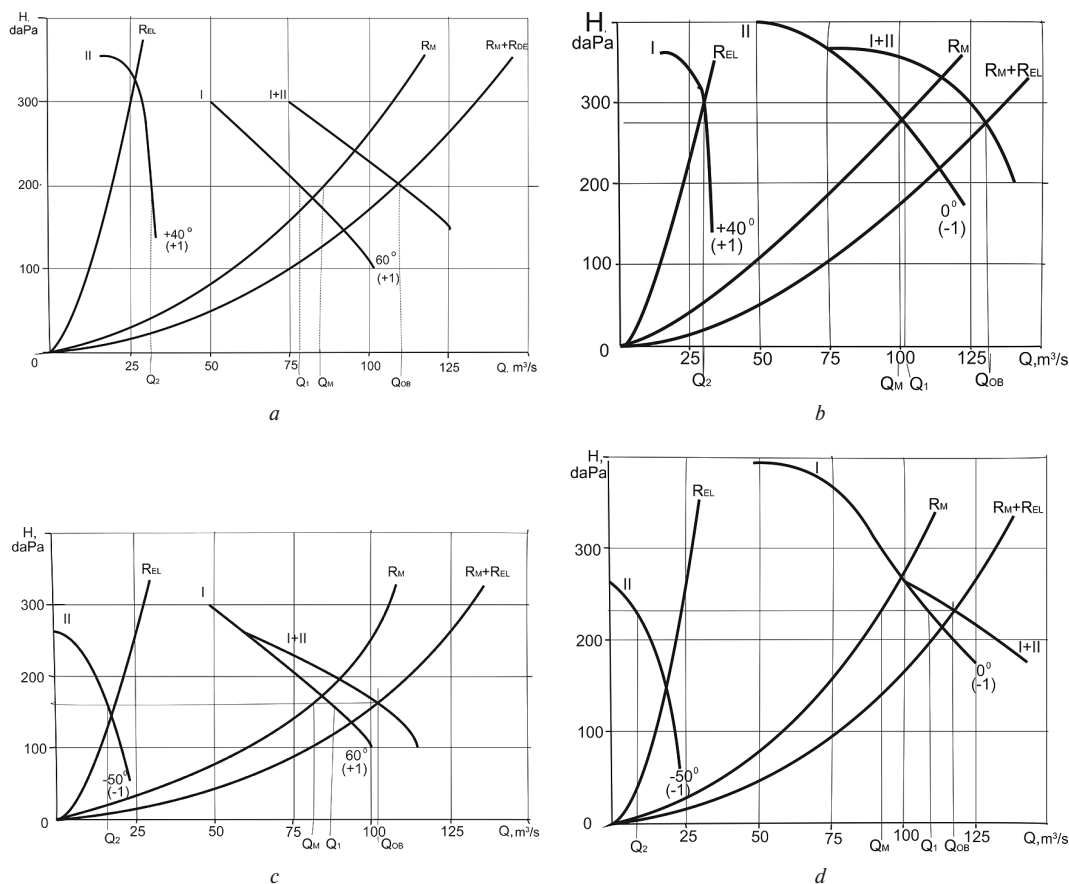 H,
daPa
300
200
100
0
25
50
75
100
125
Q, m³/s
II
REL
I
I+II
RM
RM+RDE
+40°
(+1)
60°
(+1)
Q2
Q1
QM
QOB
a
H,
daPa
300
200
100
0
25
50
75
100
125
Q,m³/s
I
REL
II
I+II
RM
RM+REL
+40°
(+1)
0°
(-1)
Q2
QM
Q1
QOB
b
H,
daPa
300
200
100
0
25
50
75
100
125
Q,m³/s
II
REL
I
I+II
RM
RM+REL
-50°
(-1)
60°
(+1)
Q2
QM
Q1
QOB
c
H,
daPa
300
200
100
0
25
50
75
100
125
Q,m³/s
II
REL
I
RM
RM+REL
I+II
-50°
(-1)
0°
(-1)
Q2
QM
Q1
QOB
d